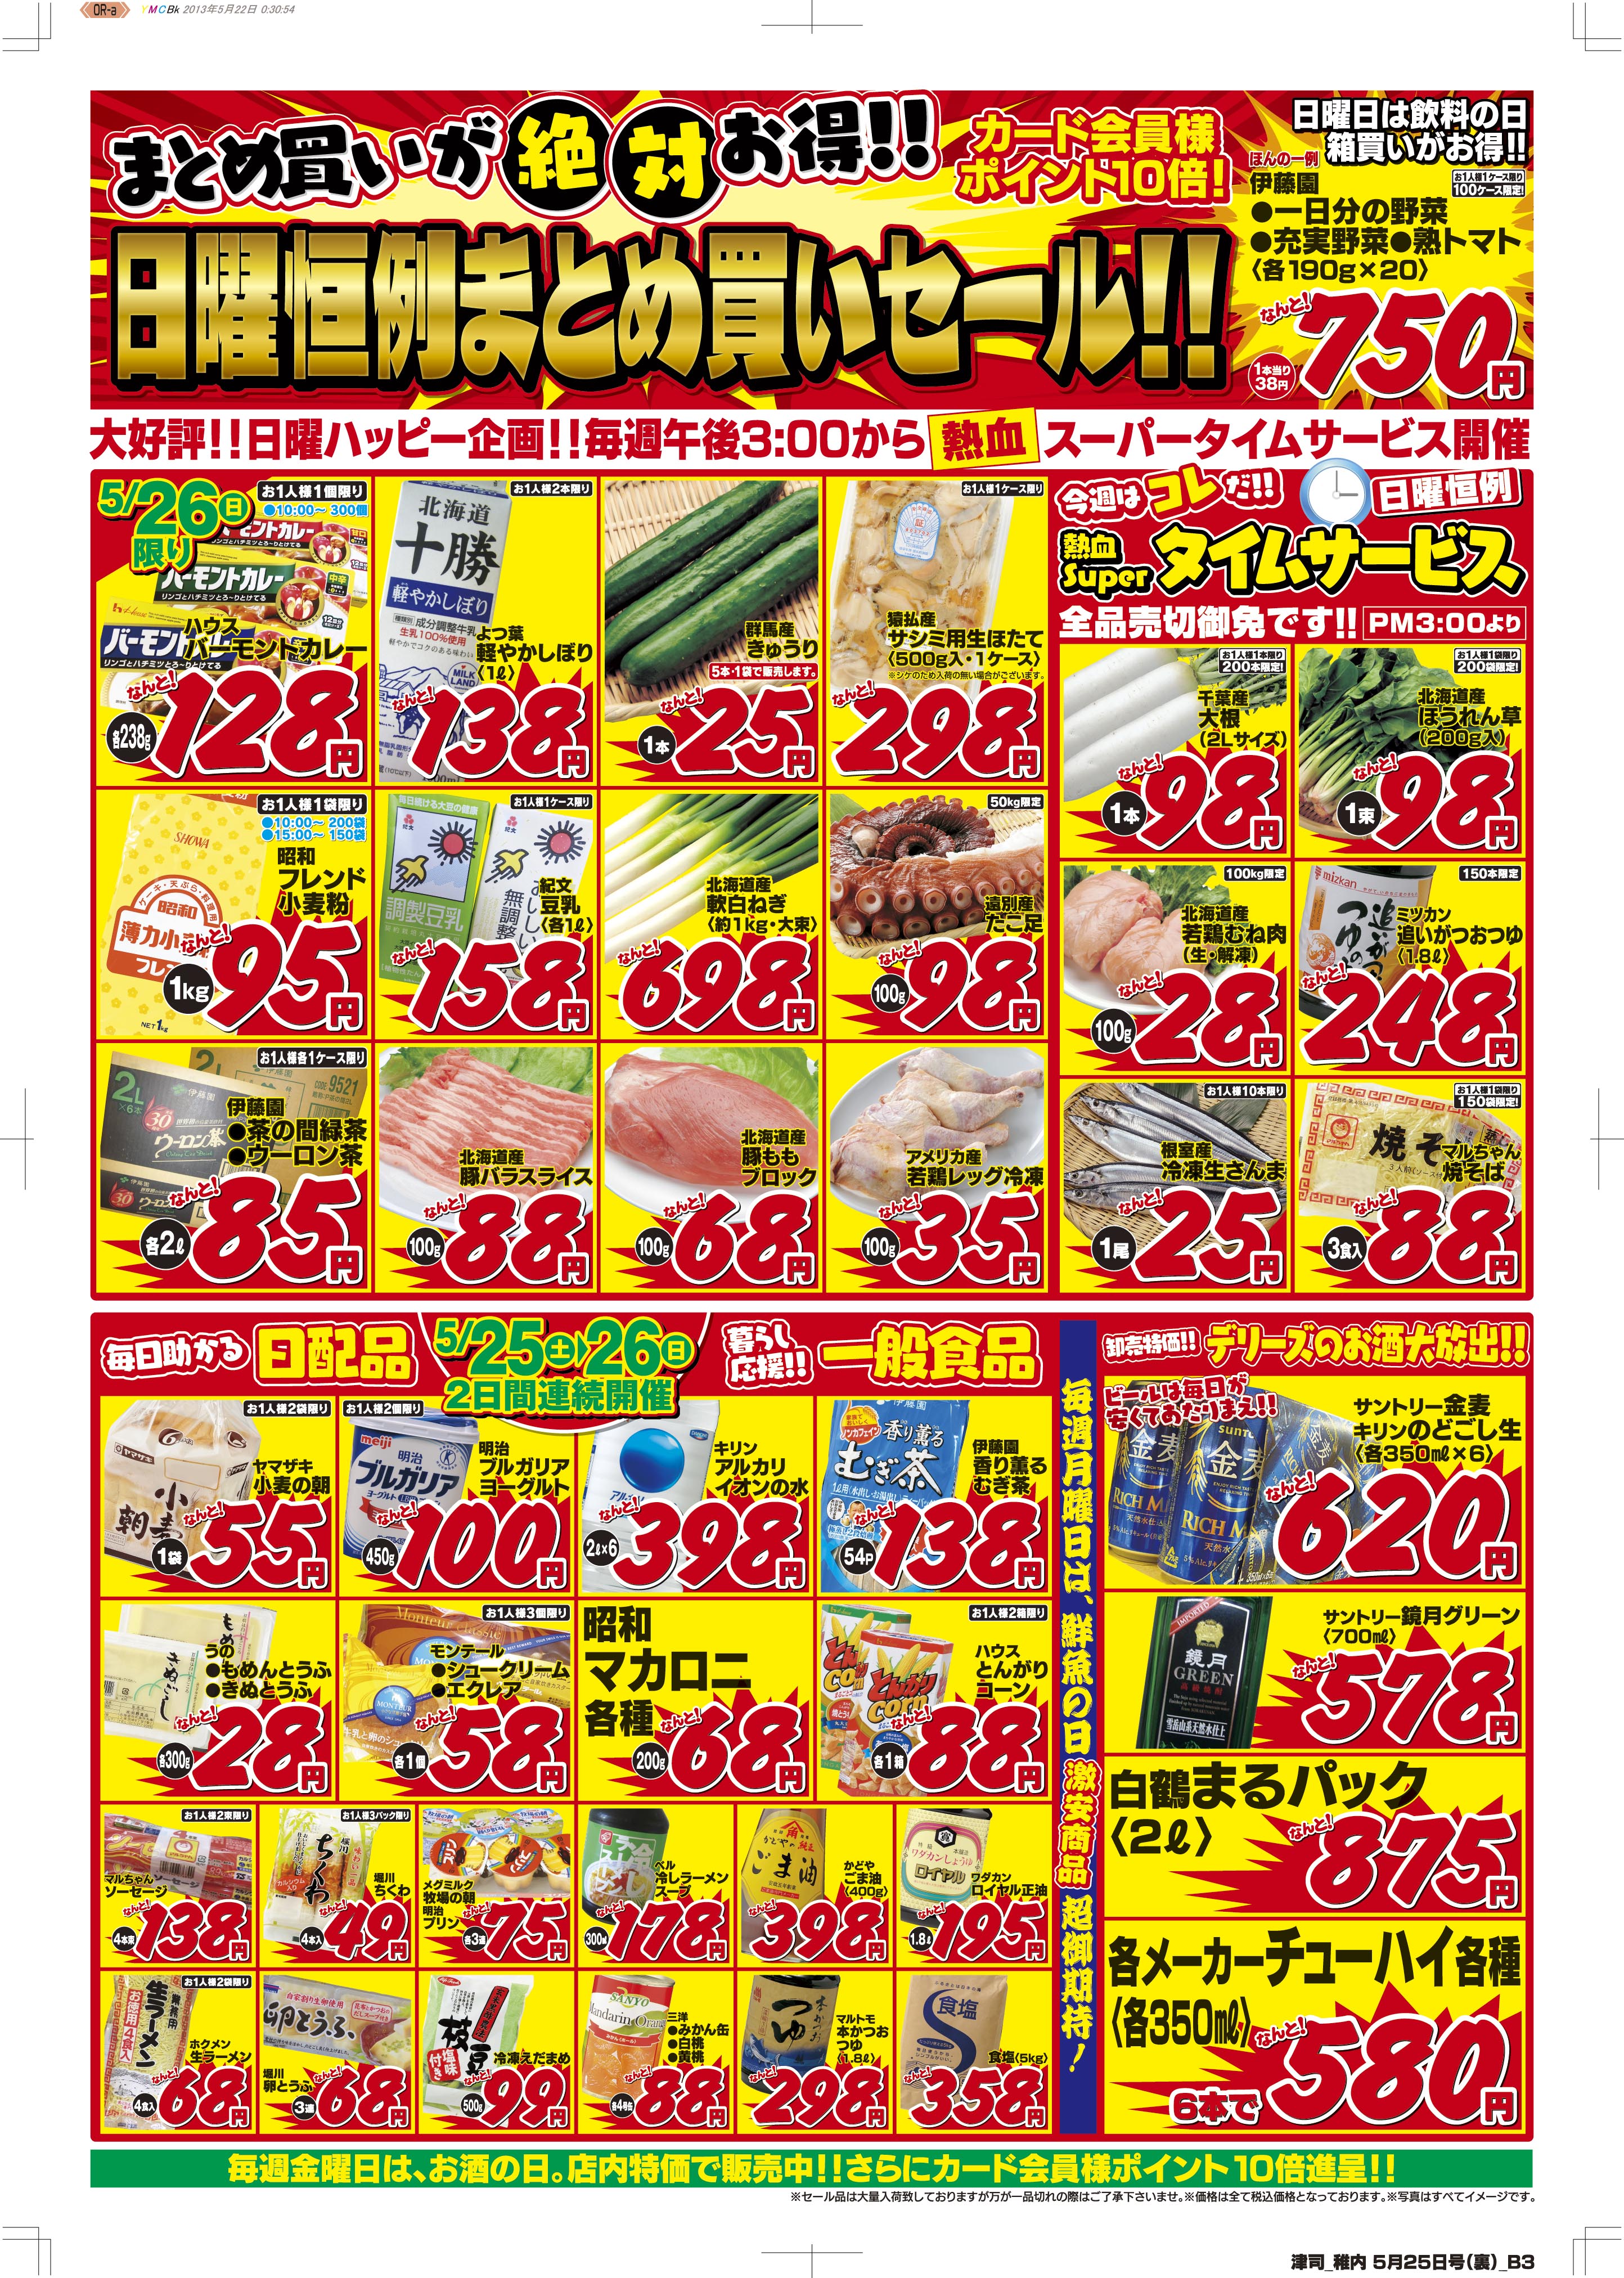 OR-a
YMCBk 2013年5月22日 0:30:54
まとめ買いが絶対お得!!
カード会員様
ポイント10倍!
日曜恒例まとめ買いセール!!
日曜日は飲料の日
箱買いがお得!!
ほんの一例
お1人様1ケース限り
100ケース限定!
伊藤園
●一日分の野菜
●充実野菜●熟トマト
〈各190g×20〉
なんと!
1本当り
38円
750円
大好評!!日曜ハッピー企画!!毎週午後3:00から 熱血 スーパータイムサービス開催
5/26日
限り
お1人様1個限り
●10:00〜 300個
ハウス
バーモントカレー
なんと!
各238g
128円
お1人様2本限り
北海道
十勝
軽やかしぼり
成分調整牛乳
生乳100%使用
よつ葉
軽やかしぼり
〈1ℓ〉
なんと!
138円
群馬産
きゅうり
5本・1袋で販売します。
なんと!
1本
25円
お1人様1ケース限り
猿払産
サシミ用生ほたて
〈500g入・1ケース〉
※シケのため入荷の無い場合がございます。
なんと!
298円
お1人様1袋限り
●10:00〜 200袋
●15:00〜 150袋
SHOWA
昭和
フレンド
小麦粉
なんと!
1kg
95円
NET1kg
お1人様1ケース限り
調製豆乳
紀文
豆乳
〈各1ℓ〉
なんと!
158円
北海道産
軟白ねぎ
〈約1kg・大束〉
なんと!
698円
50kg限定
遠別産
たこ足
なんと!
100g
98円
お1人様各1ケース限り
伊藤園
●茶の間緑茶
●ウーロン茶
なんと!
各2ℓ
85円
北海道産
豚バラスライス
なんと!
100g
88円
北海道産
豚もも
ブロック
なんと!
100g
68円
アメリカ産
若鶏レッグ冷凍
なんと!
100g
35円
今週はコレだ!!
日曜恒例
熱血
Super
タイムサービス
全品売切御免です!! PM3:00より
お1人様1本限り
200本限定!
千葉産
大根
(2Lサイズ)
なんと!
1本
98円
お1人様1袋限り
200袋限定!
北海道産
ほうれん草
(200g入)
なんと!
1束
98円
100kg限定
北海道産
若鶏むね肉
(生・解凍)
なんと!
100g
28円
150本限定
mizkan
ミツカン
追いがつおつゆ
〈1.8ℓ〉
なんと!
248円
お1人様10本限り
根室産
冷凍生さんま
なんと!
1尾
25円
お1人様1袋限り
150袋限定!
マルちゃん
焼そば
なんと!
3食入
88円
毎日助かる
日配品
5/25土▶26日
2日間連続開催
暮らし
応援!!
一般食品
お1人様2袋限り
ヤマザキ
小麦の朝
なんと!
1袋
55円
お1人様2個限り
meiji
明治
ブルガリア
ヨーグルト
なんと!
450g
100円
キリン
アルカリ
イオンの水
なんと!
2ℓ×6
398円
伊藤園
香り薫る
むぎ茶
なんと!
54P
138円
うの
●もめんとうふ
●きぬとうふ
なんと!
各300g
28円
お1人様3個限り
モンテール
●シュークリーム
●エクレア
なんと!
各1個
58円
昭和
マカロニ
各種
なんと!
200g
68円
お1人様2箱限り
ハウス
とんがり
コーン
なんと!
各1箱
88円
お1人様2束限り
マルちゃん
ソーセージ
なんと!
4本束
138円
お1人様3パック限り
堀川
ちくわ
なんと!
4本入
49円
メグミルク
牧場の朝
明治
プリン
なんと!
各3連
75円
ベル
冷しラーメン
スープ
なんと!
300ml
178円
かどや
ごま油
〈400g〉
なんと!
398円
ワダカン
ロイヤル正油
なんと!
1.8ℓ
195円
お1人様2袋限り
ホクメン
生ラーメン
なんと!
4食入
68円
堀川
卵とうふ
なんと!
3連
68円
冷凍えだまめ
なんと!
500g
99円
SANYO
Mandarin Orange
三洋
●みかん缶
●白桃
●黄桃
なんと!
各4号缶
88円
マルトモ
本かつお
つゆ
〈1.8ℓ〉
なんと!
298円
食塩
食塩〈5kg〉
なんと!
358円
毎週月曜日は、鮮魚の日 激安商品 超御期待!
卸売特価!!
デリーズのお酒大放出!!
ビールは毎日が
安くてあたりまえ!!
サントリー金麦
キリンのどごし生
〈各350㎖×6〉
なんと!
620円
サントリー鏡月グリーン
〈700㎖〉
なんと!
578円
白鶴まるパック
〈2ℓ〉
なんと!
875円
各メーカーチューハイ各種
〈各350㎖〉
なんと!
6本で
580円
毎週金曜日は、お酒の日。店内特価で販売中!!さらにカード会員様ポイント10倍進呈!!
※セール品は大量入荷致しておりますが万が一品切れの際はご了承下さいませ。※価格は全て税込価格となっております。※写真はすべてイメージです。
津司_稚内 5月25日号(裏)_B3